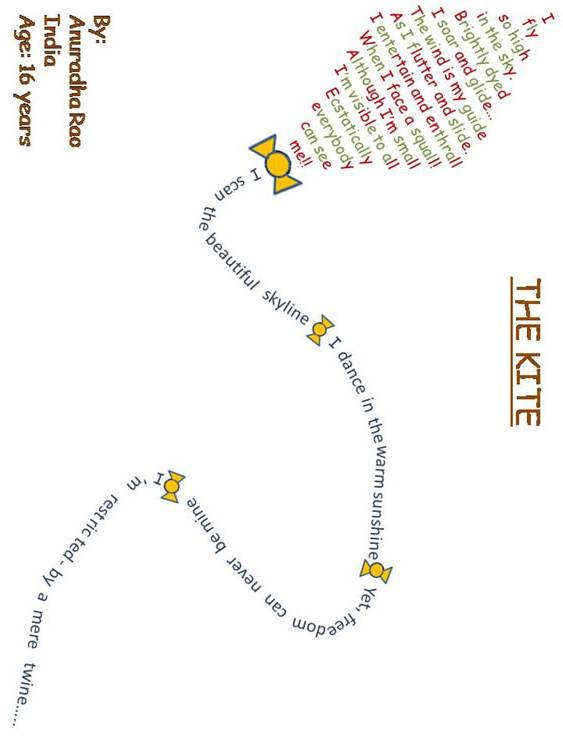 THE KITE
I
fly
so high
in the sky.
Brightly dyed
I soar and glide...
The wind is my guide
As I flutter and slide.
I entertain and enthrall
When I face a squall!
Although I'm small
I'm visible to all
Ecstatically
everybody
can see
me!!
I scan the beautiful skyline
I dance in the warm sunshine
Yet, freedom can never be mine
I'm restricted- by a mere twine.....
By:
Anuradha Rao
India
Age: 16 years